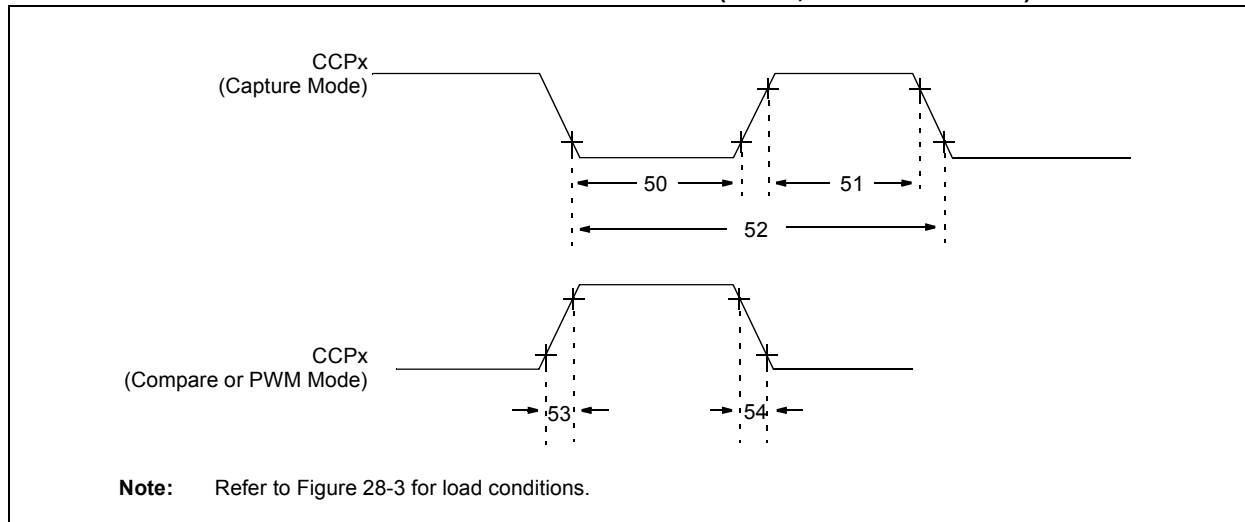 CCPx
(Capture Mode)
50
51
52
CCPx
(Compare or PWM Mode)
53
54
Note: Refer to Figure 28-3 for load conditions.